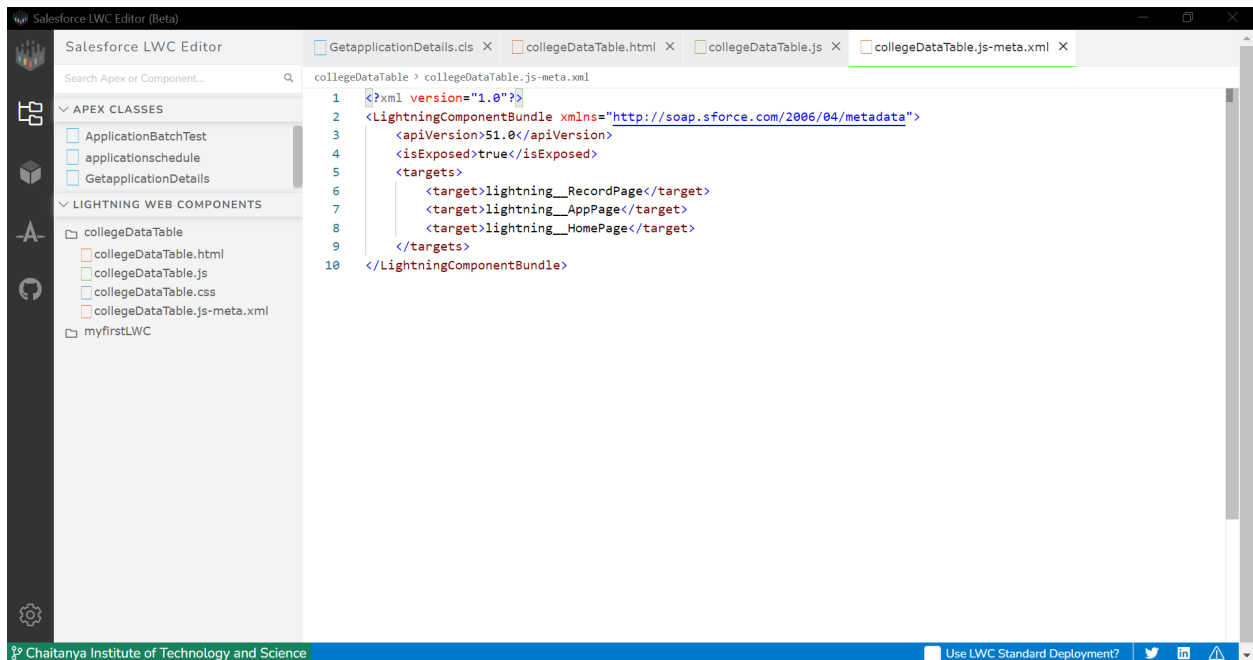 Salesforce LWC Editor (Beta)
Salesforce LWC Editor
Search Apex or Component...
APEX CLASSES
ApplicationBatchTest
applicationschedule
GetapplicationDetails
LIGHTNING WEB COMPONENTS
collegeDataTable
collegeDataTable.html
collegeDataTable.js
collegeDataTable.css
collegeDataTable.js-meta.xml
myfirstLWC
GetapplicationDetails.cls
collegeDataTable.html
collegeDataTable.js
collegeDataTable.js-meta.xml
collegeDataTable > collegeDataTable.js-meta.xml
1 <?xml version="1.0"?>
2 <LightningComponentBundle xmlns="http://soap.sforce.com/2006/04/metadata">
3 <apiVersion>51.0</apiVersion>
4 <isExposed>true</isExposed>
5 <targets>
6 <target>lightning__RecordPage</target>
7 <target>lightning__AppPage</target>
8 <target>lightning__HomePage</target>
9 </targets>
10 </LightningComponentBundle>
Chaitanya Institute of Technology and Science
Use LWC Standard Deployment?